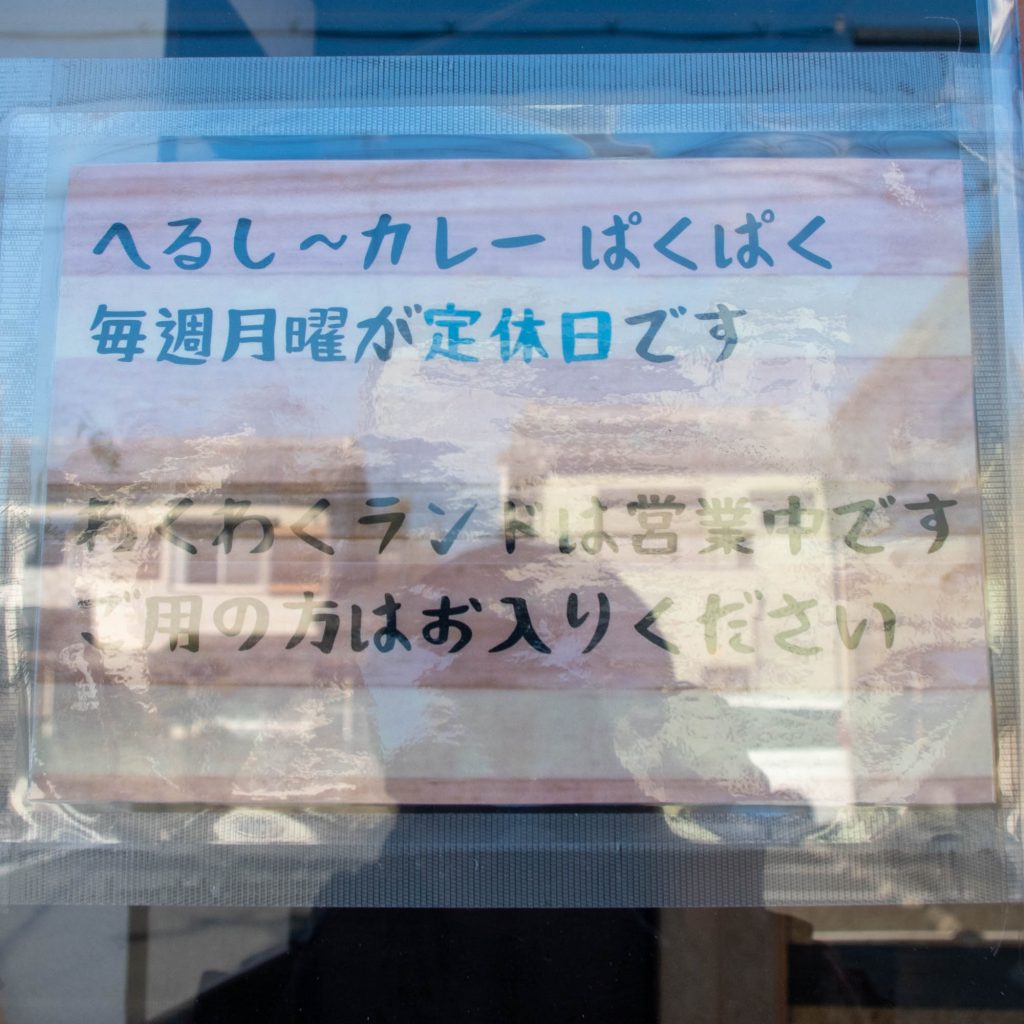 へるし～カレー ぱくぱく
毎週月曜が定休日です
わくわくランドは営業中です
ご用の方はお入りください